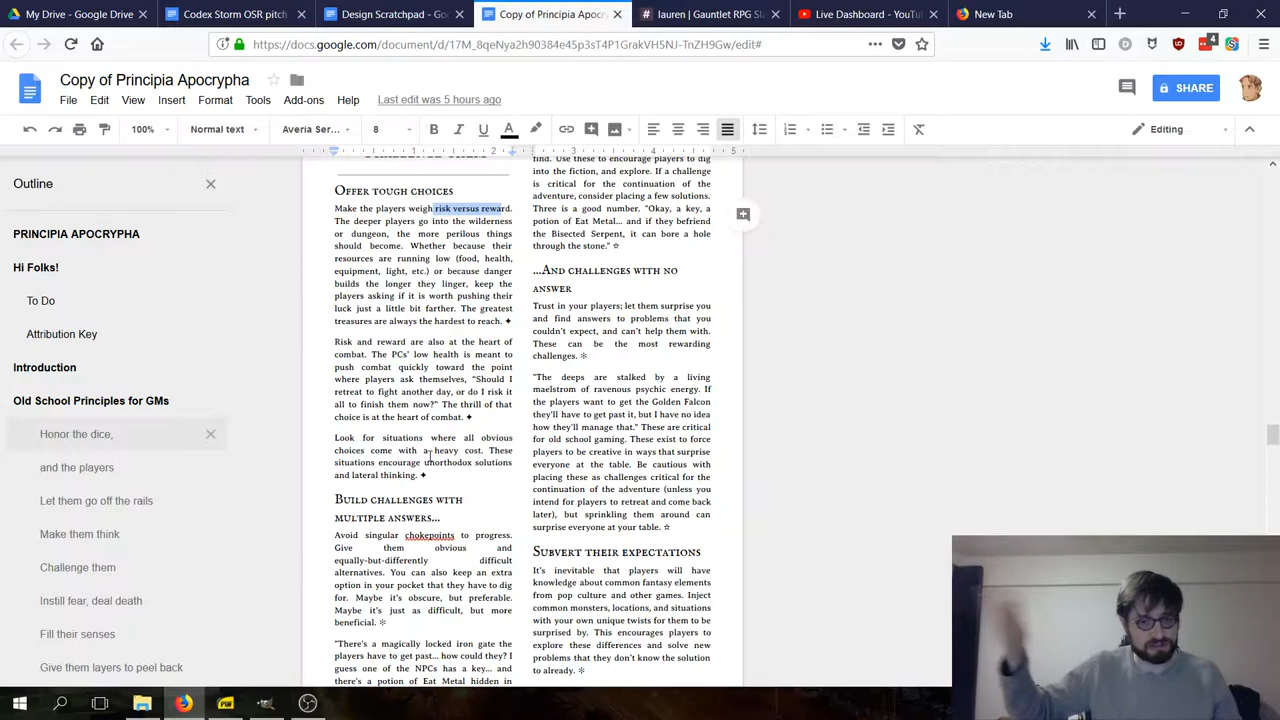 My Drive - Google Drive
Codex Sterm OSR pitch
Design Scratchpad - Goo
Copy of Principia Apocry
lauren | Gauntlet RPG Sl
Live Dashboard - YouTu
New Tab
https://docs.google.com/document/d/17M_8qeNya2h90384e45p3sT4P1GrakVH5NJ-TnZH9Gw/edit#
4
Copy of Principia Apocrypha
File Edit View Insert Format Tools Add-ons Help Last edit was 5 hours ago
SHARE
100% Normal text Averia Ser... 8 Editing
1 2 3 4 5
Outline
PRINCIPIA APOCRYPHA
Hi Folks!
To Do
Attribution Key
Introduction
Old School Principles for GMs
Honor the dice,
and the players
Let them go off the rails
Make them think
Challenge them
Instill fear, deal death
Fill their senses
Give them layers to peel back
Offer tough choices
Make the players weigh risk versus reward.
The deeper players go into the wilderness
or dungeon, the more perilous things
should become. Whether because their
resources are running low (food, health,
equipment, light, etc.) or because danger
builds the longer they linger, keep the
players asking if it is worth pushing their
luck just a little bit farther. The greatest
treasures are always the hardest to reach. ✦
Risk and reward are also at the heart of
combat. The PCs' low health is meant to
push combat quickly toward the point
where players ask themselves, "Should I
retreat to fight another day, or do I risk it
all to finish them now?" The thrill of that
choice is at the heart of combat. ✦
Look for situations where all obvious
choices come with a heavy cost. These
situations encourage unorthodox solutions
and lateral thinking. ✦
Build challenges with
multiple answers...
Avoid singular chokepoints to progress.
Give them obvious and
equally-but-differently difficult
alternatives. You can also keep an extra
option in your pocket that they have to dig
for. Maybe it's obscure, but preferable.
Maybe it's just as difficult, but more
beneficial. ✲
"There's a magically locked iron gate the
players have to get past... how could they? I
guess one of the NPCs has a key... and
there's a potion of Eat Metal hidden in
find. Use these to encourage players to dig
into the fiction, and explore. If a challenge
is critical for the continuation of the
adventure, consider placing a few solutions.
Three is a good number. "Okay, a key, a
potion of Eat Metal... and if they befriend
the Bisected Serpent, it can bore a hole
through the stone." ☆
...And challenges with no
answer
Trust in your players; let them surprise you
and find answers to problems that you
couldn't expect, and can't help them with.
These can be the most rewarding
challenges. ✲
"The deeps are stalked by a living
maelstrom of ravenous psychic energy. If
the players want to get the Golden Falcon
they'll have to get past it, but I have no idea
how they'll manage that." These are critical
for old school gaming. These exist to force
players to be creative in ways that surprise
everyone at the table. Be cautious with
placing these as challenges critical for the
continuation of the adventure (unless you
intend for players to retreat and come back
later), but sprinkling them around can
surprise everyone at your table. ☆
Subvert their expectations
It's inevitable that players will have
knowledge about common fantasy elements
from pop culture and other games. Inject
common monsters, locations, and situations
with your own unique twists for them to be
surprised by. This encourages players to
explore these differences and solve new
problems that they don't know the solution
to already. ✲